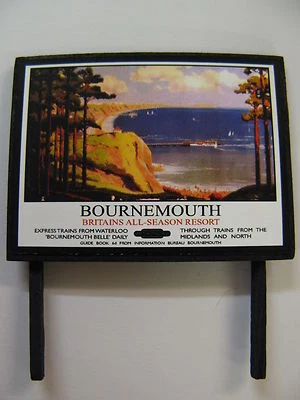 BOURNEMOUTH
BRITAINS ALL-SEASON RESORT
EXPRESS TRAINS FROM WATERLOO THROUGH TRAINS FROM THE
'BOURNEMOUTH BELLE' DAILY MIDLANDS AND NORTH
GUIDE BOOK 6d FROM INFORMATION BUREAU BOURNEMOUTH